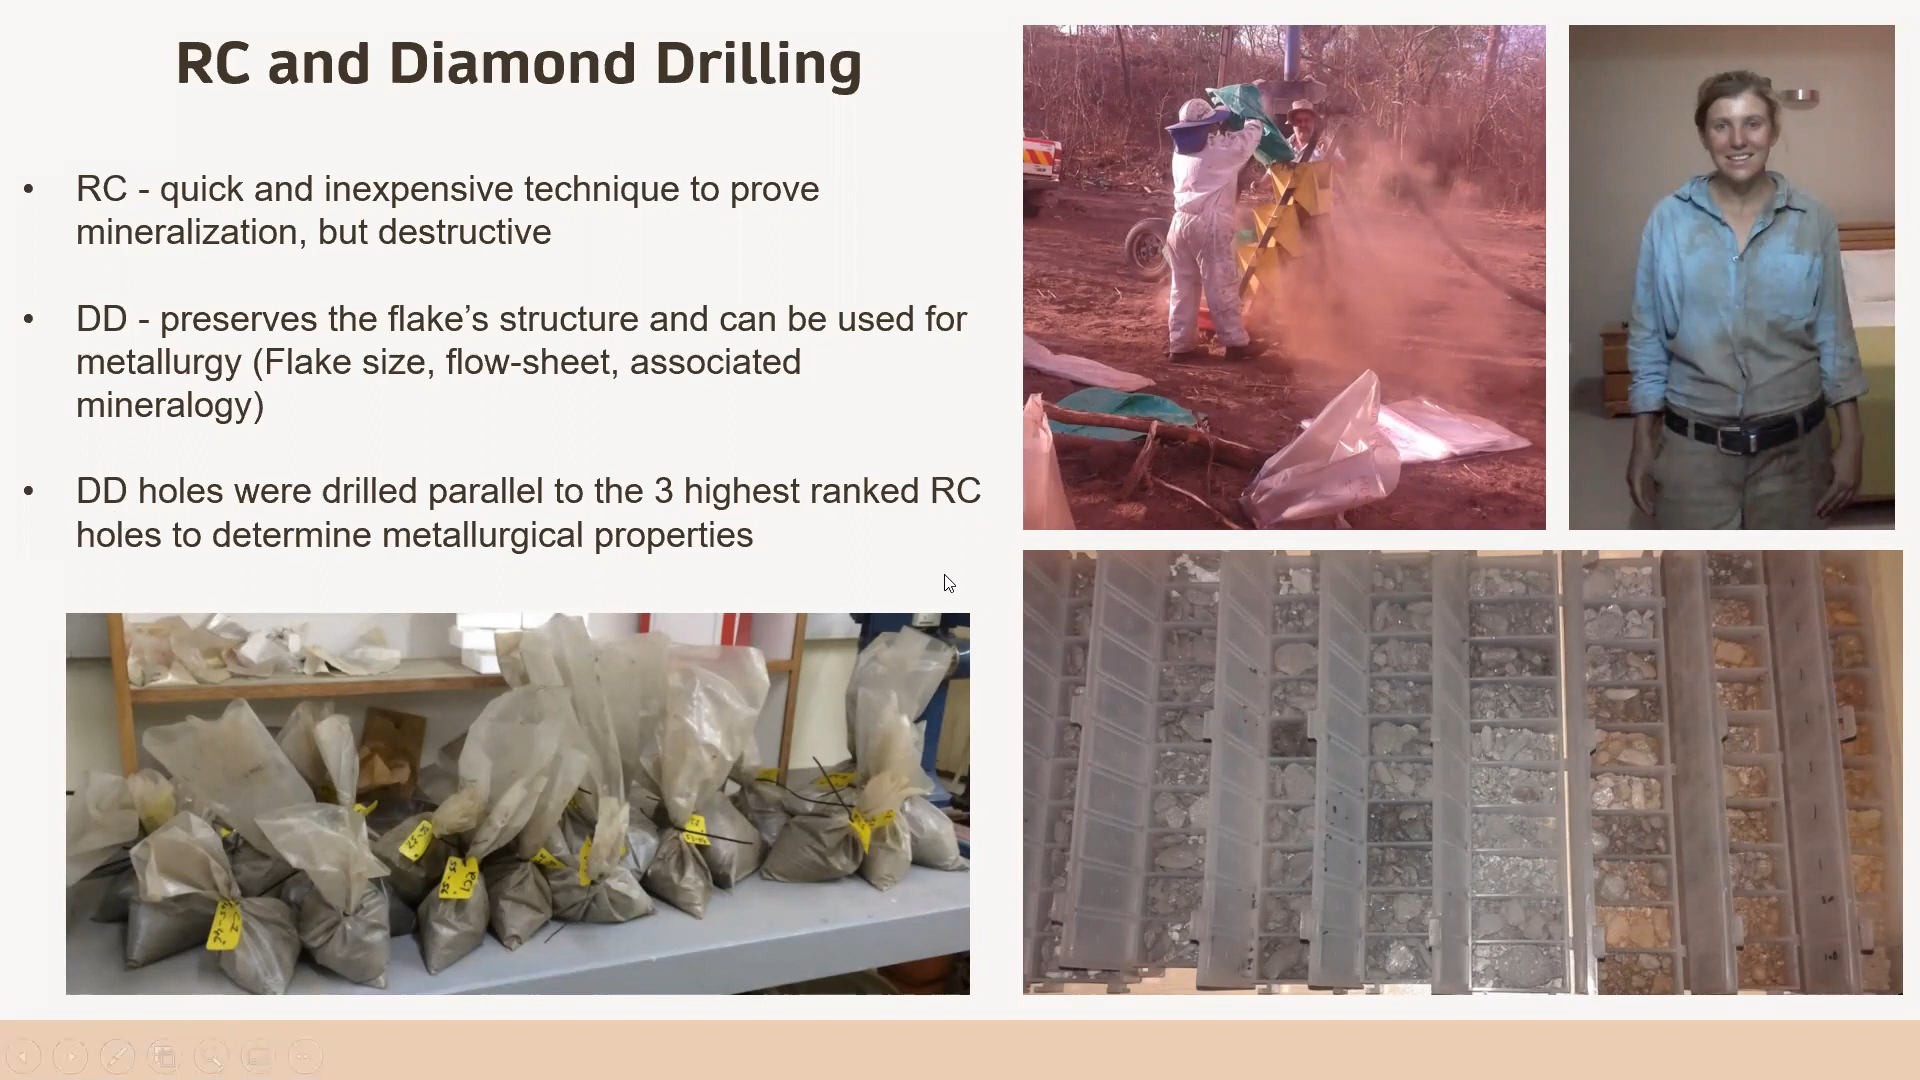 RC and Diamond Drilling
• RC - quick and inexpensive technique to prove
mineralization, but destructive
• DD - preserves the flake’s structure and can be used for
metallurgy (Flake size, flow-sheet, associated
mineralogy)
• DD holes were drilled parallel to the 3 highest ranked RC
holes to determine metallurgical properties